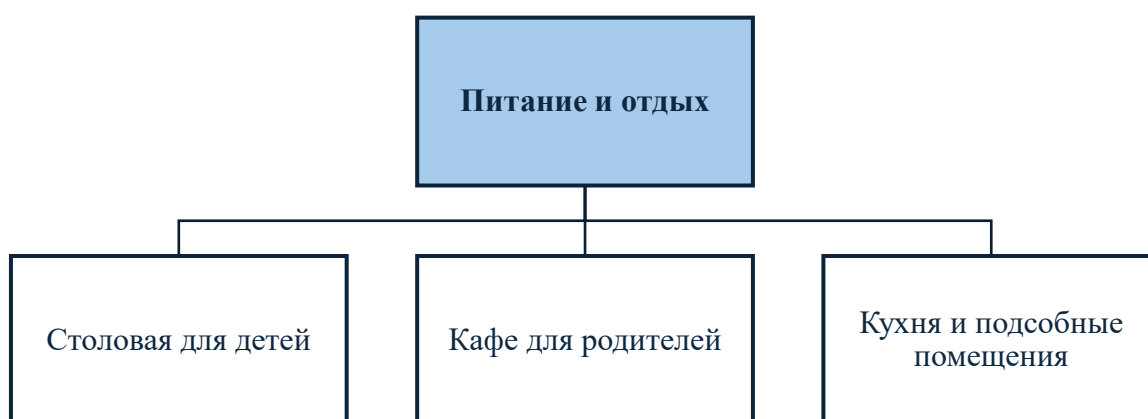 Питание и отдых
Столовая для детей
Кафе для родителей
Кухня и подсобные
помещения